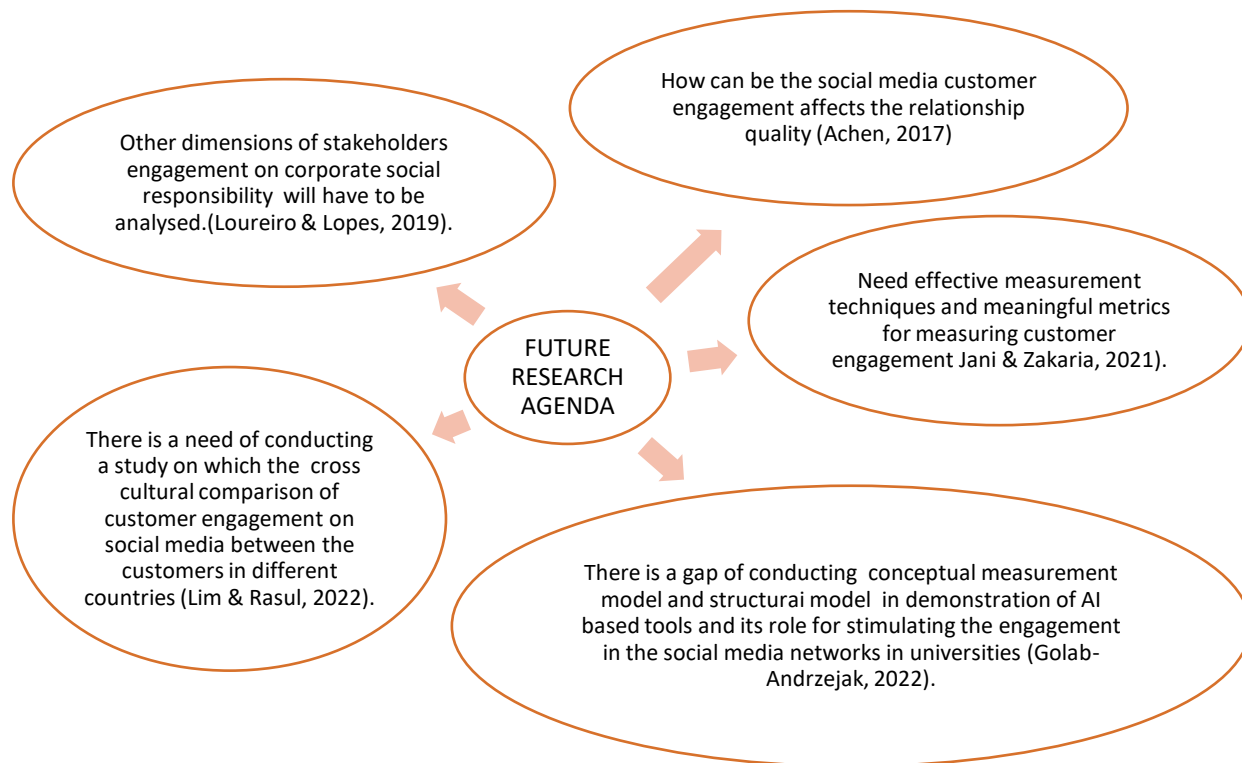 How can be the social media customer
engagement affects the relationship
quality (Achen, 2017)
Other dimensions of stakeholders
engagement on corporate social
responsibility will have to be
analysed.(Loureiro & Lopes, 2019).
Need effective measurement
techniques and meaningful metrics
for measuring customer
engagement Jani & Zakaria, 2021).
FUTURE
RESEARCH
AGENDA
There is a need of conducting
a study on which the cross
cultural comparison of
customer engagement on
social media between the
customers in different
countries (Lim & Rasul, 2022).
There is a gap of conducting conceptual measurement
model and structurai model in demonstration of AI
based tools and its role for stimulating the engagement
in the social media networks in universities (Golab-
Andrzejak, 2022).